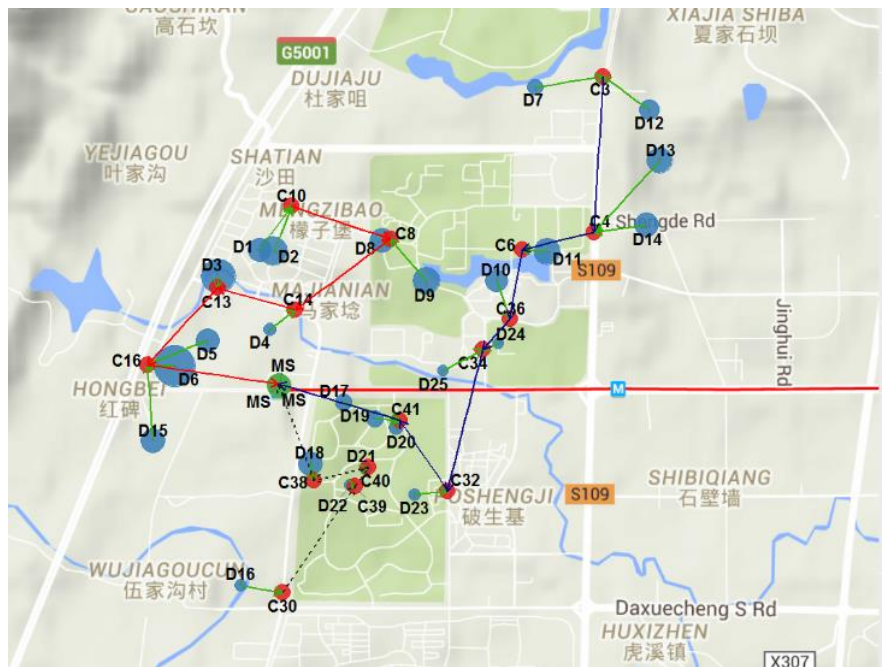 GAOSHIKAN
高石坎
XIAJIA SHIBA
夏家石坝
G5001
DUJIAJU
杜家咀
C3
D7
D12
YEJIAGOU
叶家沟
SHATIAN
沙田
D13
C10
MENGZIBAO
檬子堡
C4
Shengde Rd
D14
D1
D2
D8
C8
C6
D11
D3
S109
D10
D9
C13
MAJIANIAN
马家埝
C14
C36
Jinghui Rd
D4
D24
D5
C34
C16
D6
MS
D25
HONGBEI
红碑
MS
MS
D17
M
D19
C41
D15
D20
D18
D21
C38
C40
C32
POSHENGJI
破生基
SHIBIQIANG
石壁墙
D22
C39
D23
S109
WUJIAGOUCUN
伍家沟村
D16
C30
Daxuecheng S Rd
HUXIZHEN
虎溪镇
X307